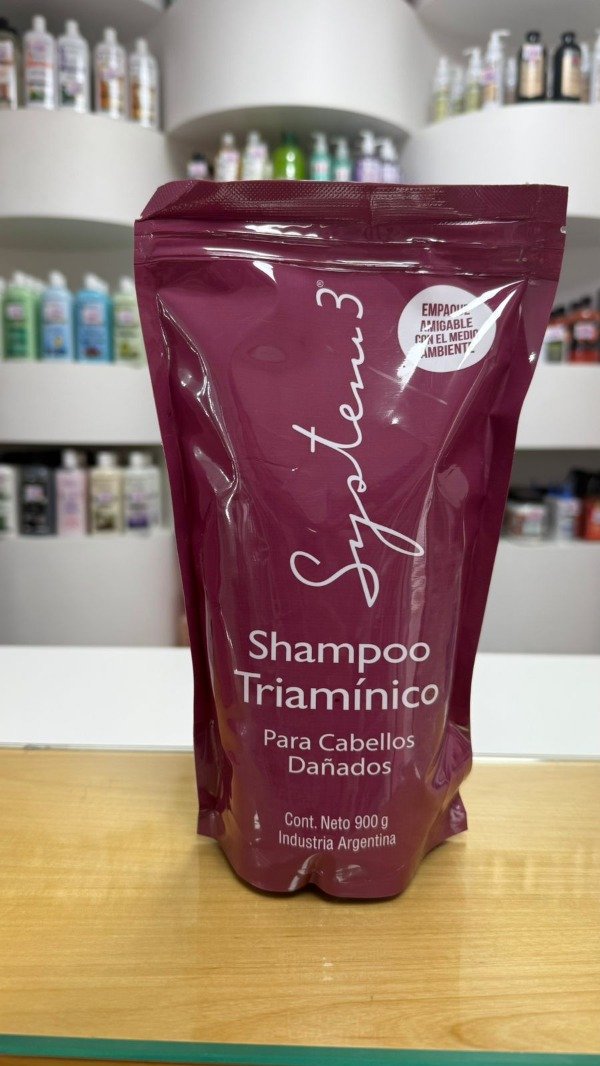 System 3®
EMPAQUE
AMIGABLE
CON EL MEDIO
AMBIENTE
Shampoo
Triamínico
Para Cabellos
Dañados
Cont. Neto 900 g
Industria Argentina